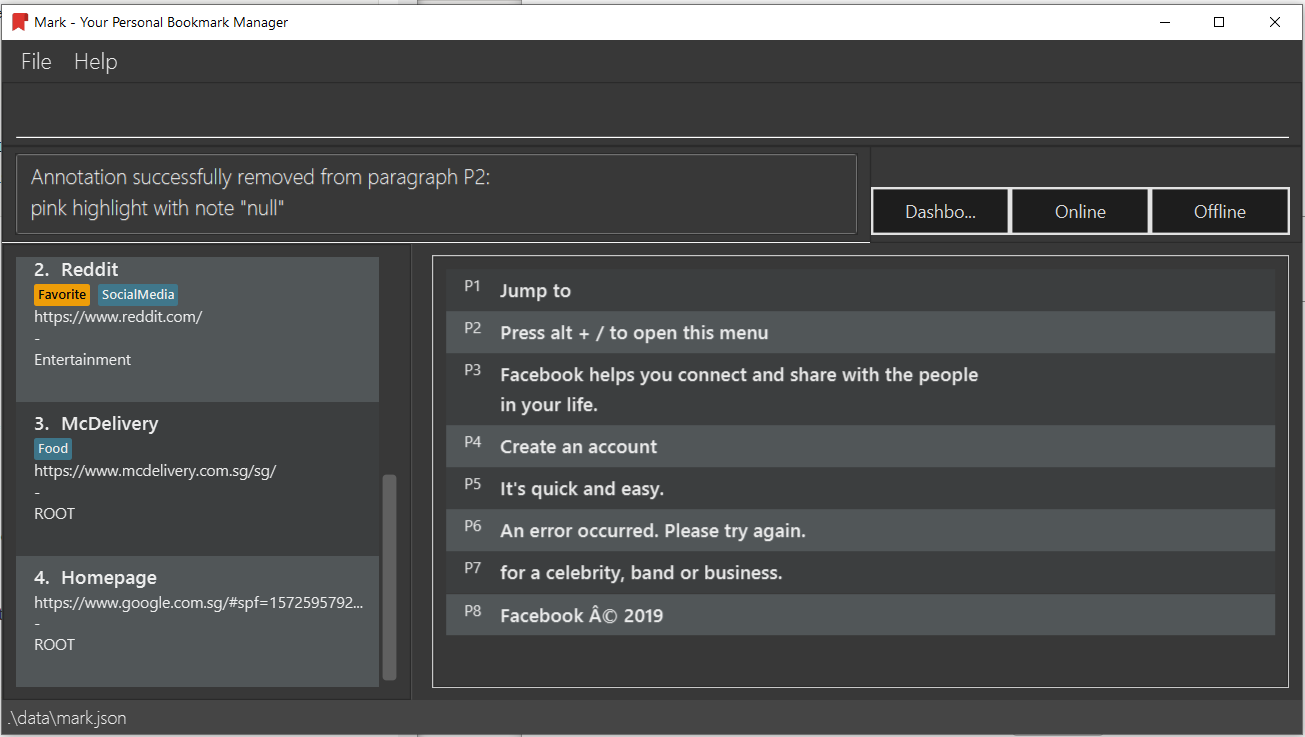 Mark - Your Personal Bookmark Manager
File Help
Annotation successfully removed from paragraph P2:
pink highlight with note "null"
Dashbo... Online Offline
2. Reddit
Favorite SocialMedia
https://www.reddit.com/
-
Entertainment
3. McDelivery
Food
https://www.mcdelivery.com.sg/sg/
-
ROOT
4. Homepage
https://www.google.com.sg/#spf=1572595792...
-
ROOT
P1 Jump to
P2 Press alt + / to open this menu
P3 Facebook helps you connect and share with the people
in your life.
P4 Create an account
P5 It's quick and easy.
P6 An error occurred. Please try again.
P7 for a celebrity, band or business.
P8 Facebook Â© 2019
.\data\mark.json